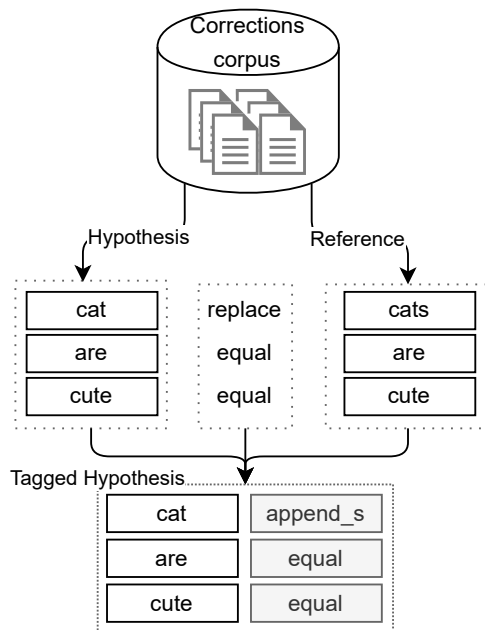 Corrections
corpus
Hypothesis
Reference
cat
are
cute
replace
equal
equal
cats
are
cute
Tagged Hypothesis
cat append_s
are equal
cute equal